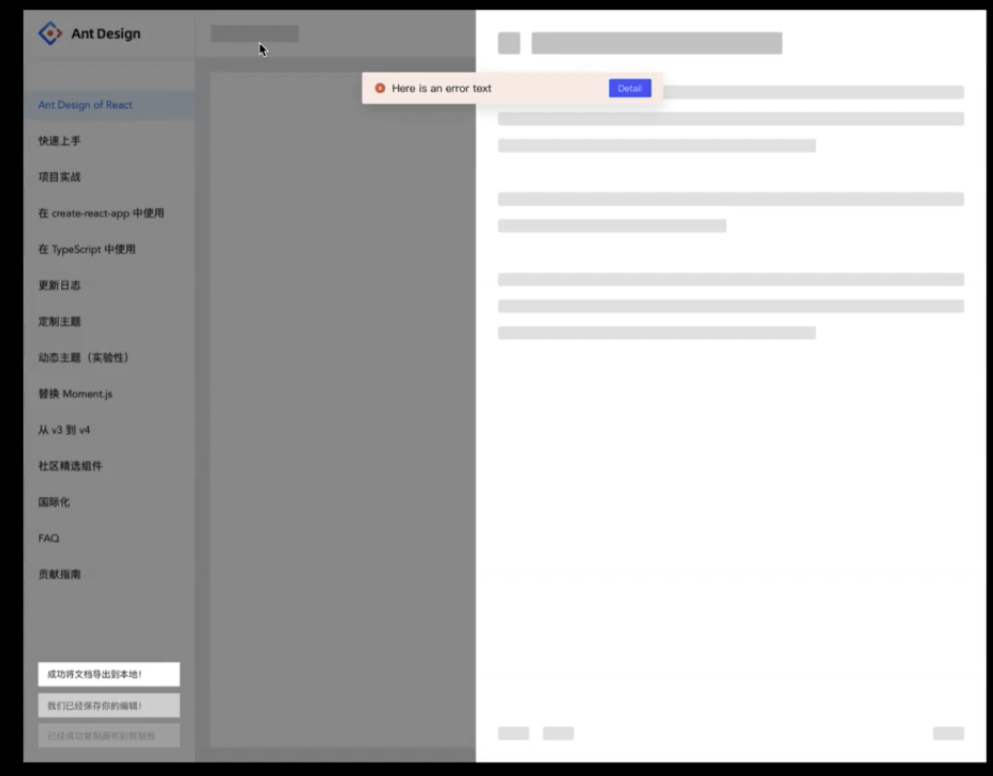 Ant Design
Here is an error text
Detail
Ant Design of React
快速上手
项目实战
在 create-react-app 中使用
在 TypeScript 中使用
更新日志
定制主题
动态主题（实验性）
替换 Moment.js
从 v3 到 v4
社区精选组件
国际化
FAQ
贡献指南
成功将文档导出到本地！
我们已经保存你的编辑！
已经成功复制画布到剪贴板